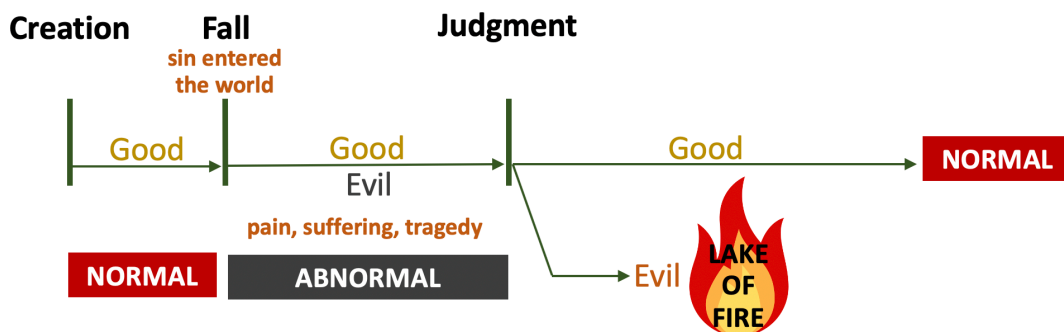 Creation
Fall
Judgment
sin entered
the world
Good
Good
Good
NORMAL
Evil
pain, suffering, tragedy
NORMAL
ABNORMAL
Evil
LAKE
OF
FIRE